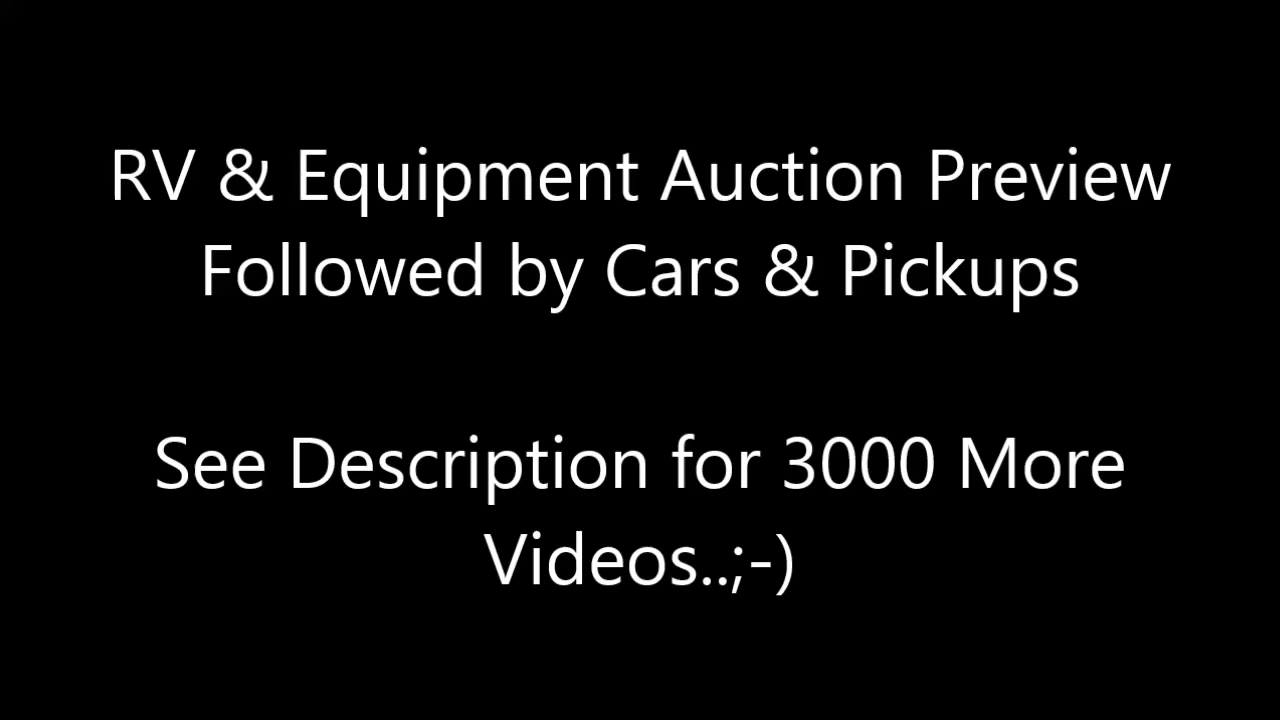 RV & Equipment Auction Preview
Followed by Cars & Pickups
See Description for 3000 More
Videos..;-)